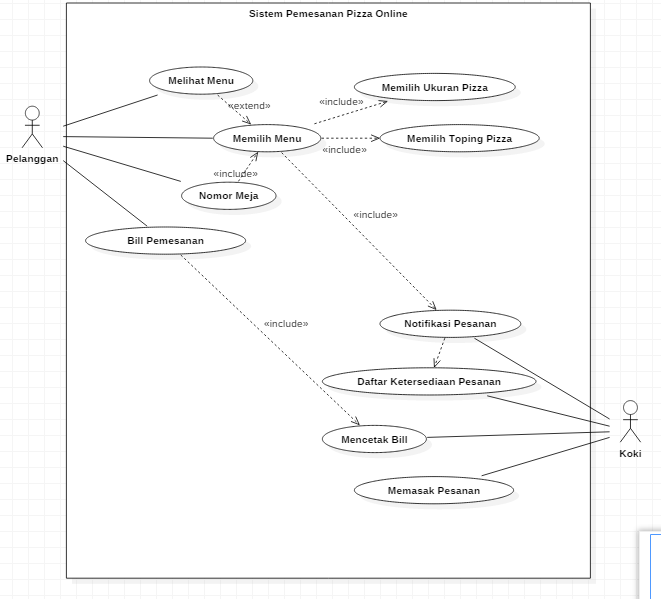 Sistem Pemesanan Pizza Online
Melihat Menu
Memilih Ukuran Pizza
«extend»
«include»
Memilih Menu
Memilih Toping Pizza
«include»
Pelanggan
«include»
Nomor Meja
«include»
Bill Pemesanan
Notifikasi Pesanan
«include»
Daftar Ketersediaan Pesanan
Mencetak Bill
Koki
Memasak Pesanan